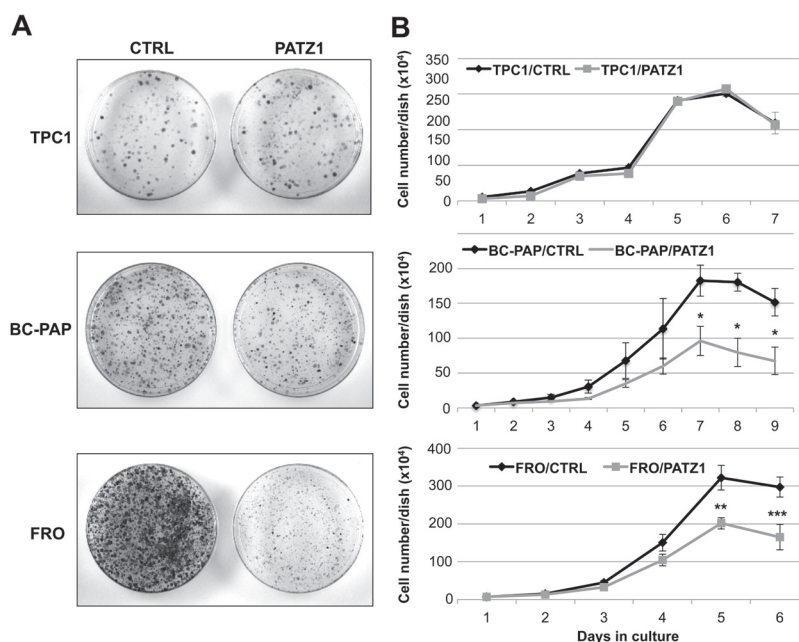 A
CTRL PATZ1
TPC1
BC-PAP
FRO
B
TPC1/CTRL TPC1/PATZ1
Cell number/dish (x10⁴)
350
300
250
200
150
100
50
0
1 2 3 4 5 6 7
BC-PAP/CTRL BC-PAP/PATZ1
Cell number/dish (x10⁴)
200
150
100
50
0
* * *
1 2 3 4 5 6 7 8 9
FRO/CTRL FRO/PATZ1
Cell number/dish (x10⁴)
400
300
200
100
0
** ***
1 2 3 4 5 6
Days in culture